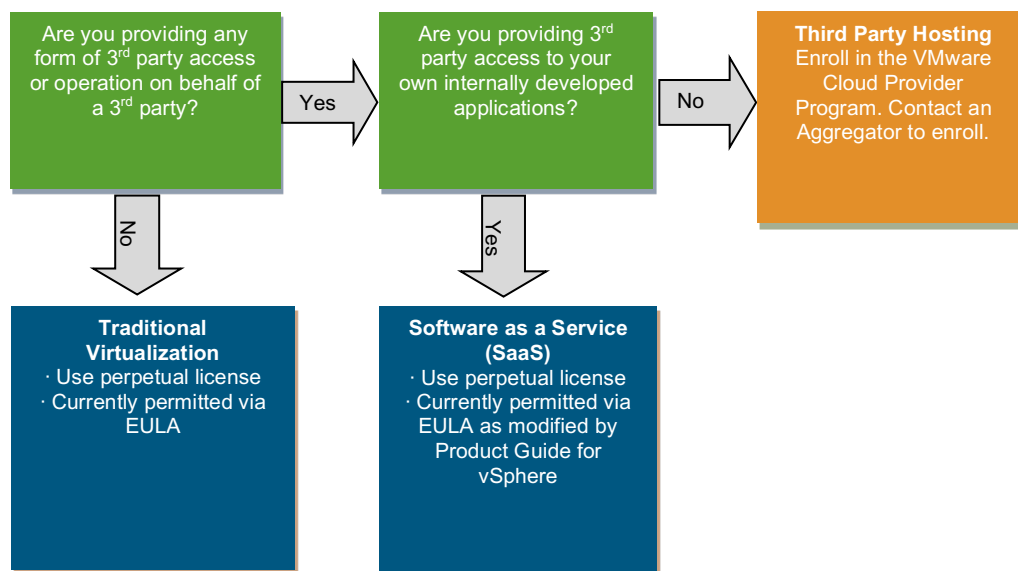 Are you providing any
form of 3rd party access
or operation on behalf of
a 3rd party?
Yes
Are you providing 3rd
party access to your
own internally developed
applications?
No
Third Party Hosting
Enroll in the VMware
Cloud Provider
Program. Contact an
Aggregator to enroll.
No
Yes
Traditional
Virtualization
· Use perpetual license
· Currently permitted via
EULA
Software as a Service
(SaaS)
· Use perpetual license
· Currently permitted via
EULA as modified by
Product Guide for
vSphere